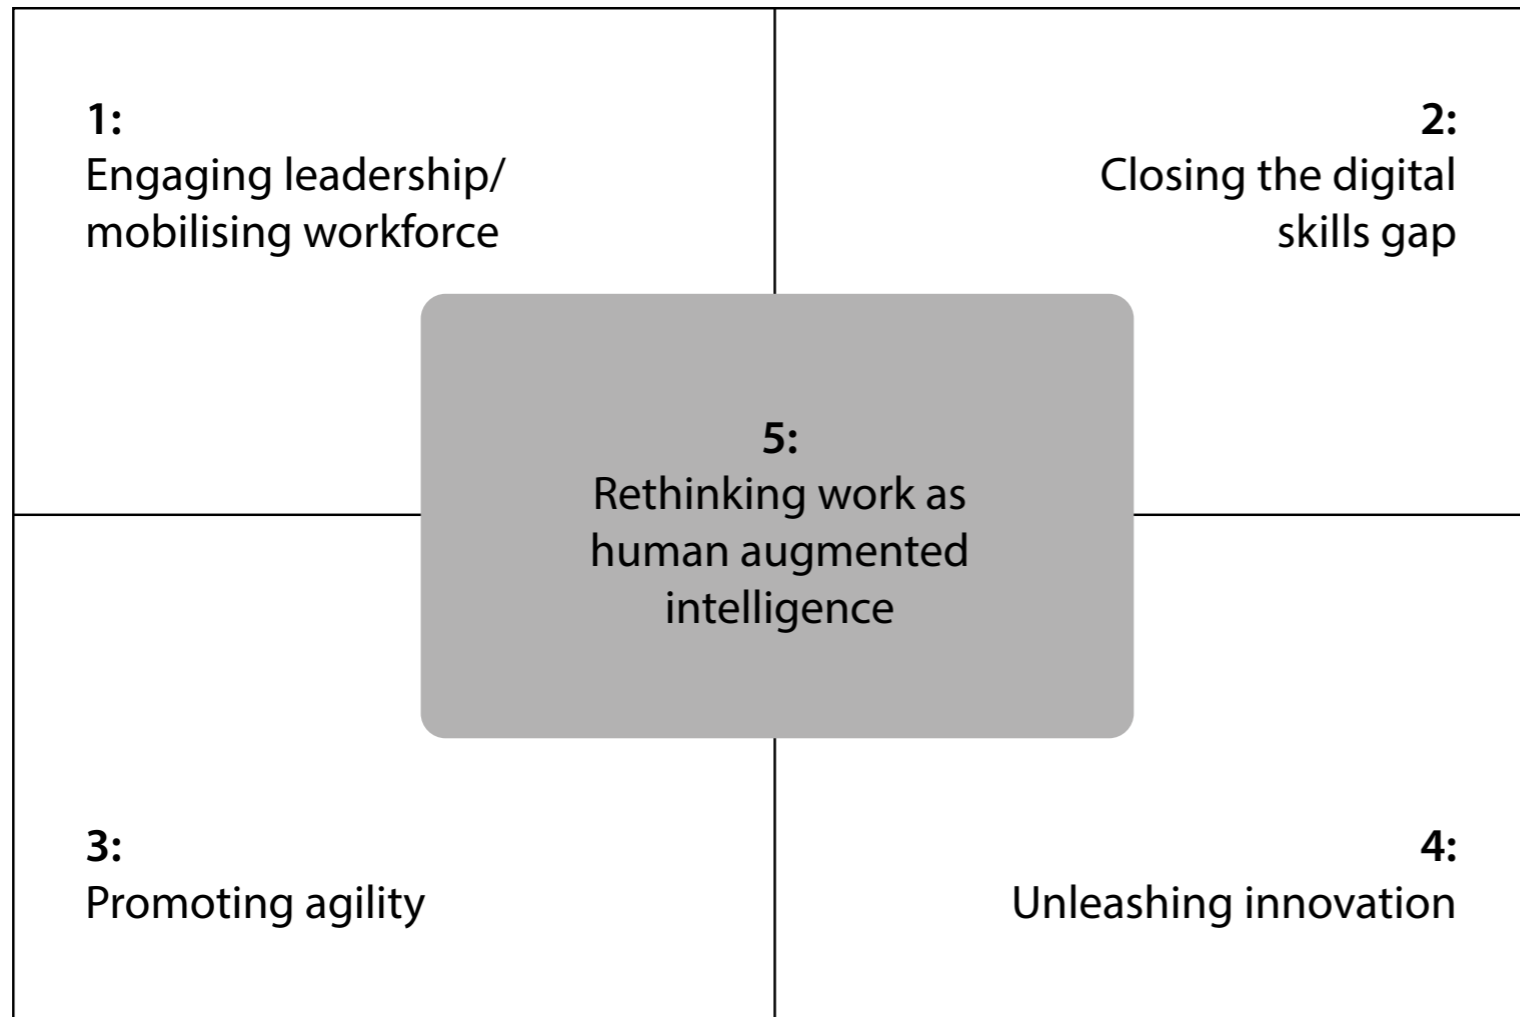 1:
Engaging leadership/
mobilising workforce
2:
Closing the digital
skills gap
5:
Rethinking work as
human augmented
intelligence
3:
Promoting agility
4:
Unleashing innovation